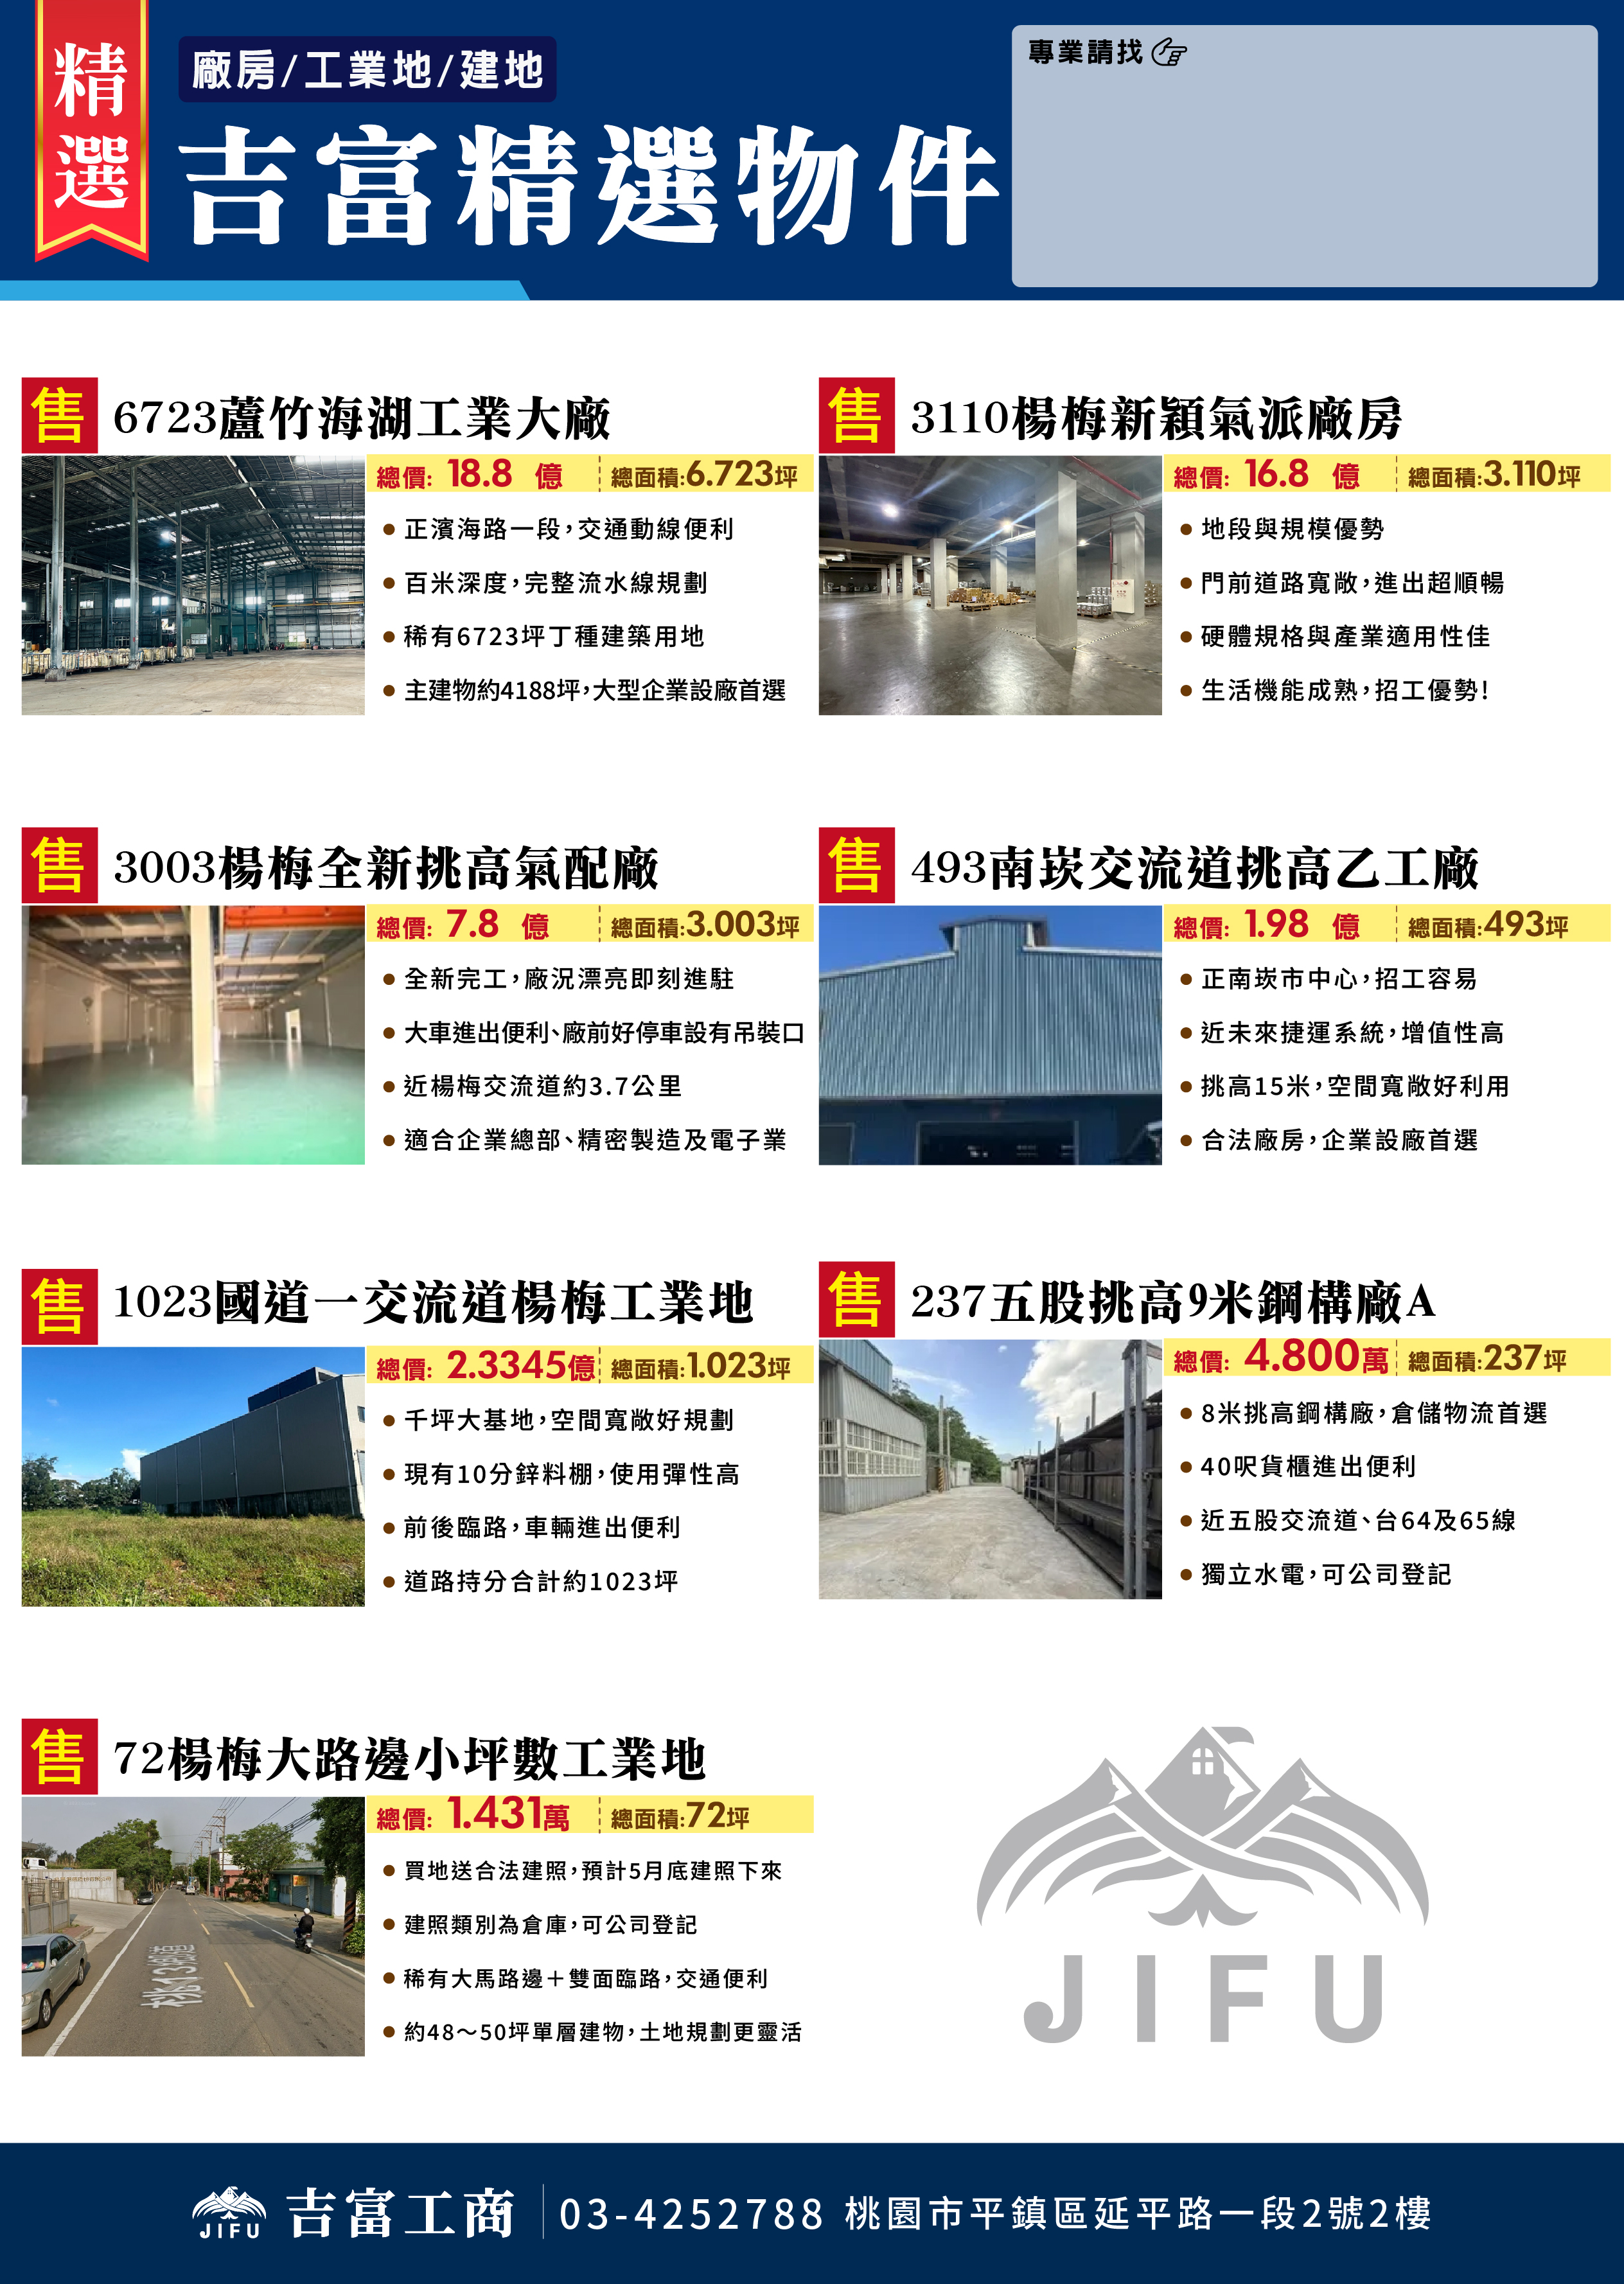 精選
廠房/工業地/建地
吉富精選物件
專業請找
售 6723蘆竹海湖工業大廠
總價: 18.8 億 總面積:6.723坪
正濱海路一段,交通動線便利
百米深度,完整流水線規劃
稀有6723坪丁種建築用地
主建物約4188坪,大型企業設廠首選
售 3110楊梅新穎氣派廠房
總價: 16.8 億 總面積:3.110坪
地段與規模優勢
門前道路寬敞,進出超順暢
硬體規格與產業適用性佳
生活機能成熟,招工優勢!
售 3003楊梅全新挑高氣配廠
總價: 7.8 億 總面積:3.003坪
全新完工,廠況漂亮即刻進駐
大車進出便利、廠前好停車設有吊裝口
近楊梅交流道約3.7公里
適合企業總部、精密製造及電子業
售 493南崁交流道挑高乙工廠
總價: 1.98 億 總面積:493坪
正南崁市中心,招工容易
近未來捷運系統,增值性高
挑高15米,空間寬敞好利用
合法廠房,企業設廠首選
售 1023國道一交流道楊梅工業地
總價: 2.3345億 總面積:1.023坪
千坪大基地,空間寬敞好規劃
現有10分鋅料棚,使用彈性高
前後臨路,車輛進出便利
道路持分合計約1023坪
售 237五股挑高9米鋼構廠A
總價: 4.800萬 總面積:237坪
8米挑高鋼構廠,倉儲物流首選
40呎貨櫃進出便利
近五股交流道、台64及65線
獨立水電,可公司登記
售 72楊梅大路邊小坪數工業地
總價: 1.431萬 總面積:72坪
買地送合法建照,預計5月底建照下來
建照類別為倉庫,可公司登記
稀有大馬路邊＋雙面臨路,交通便利
約48～50坪單層建物,土地規劃更靈活
JIFU
JIFU 吉富工商 03-4252788 桃園市平鎮區延平路一段2號2樓